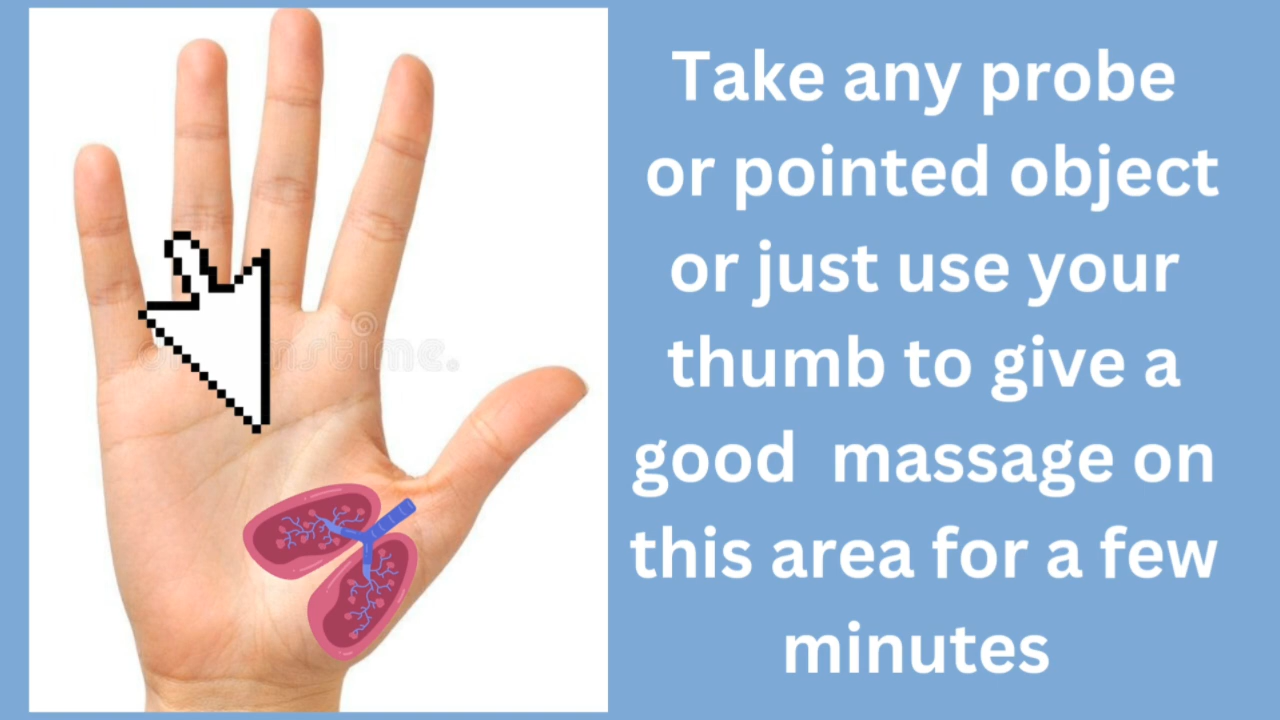 Take any probe
or pointed object
or just use your
thumb to give a
good  massage on
this area for a few
minutes